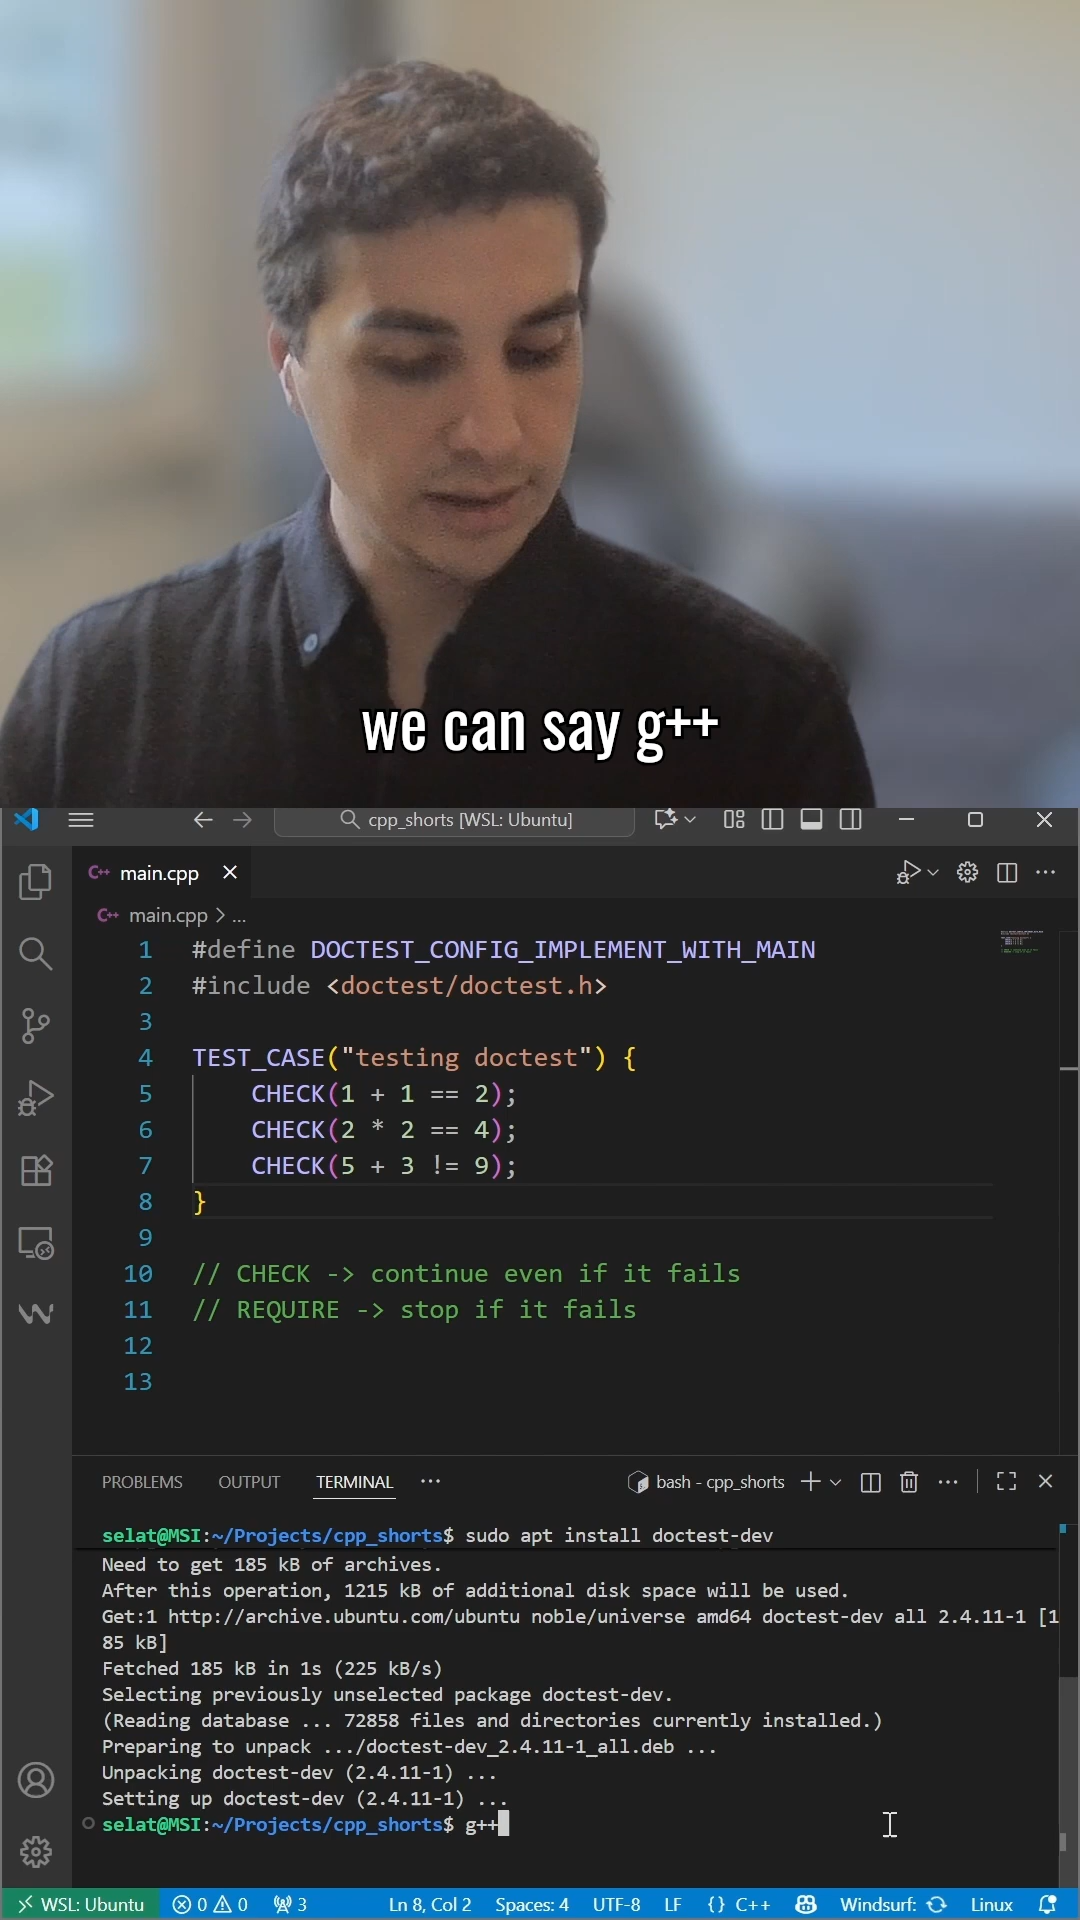 we can say g++
cpp_shorts [WSL: Ubuntu]
C++ main.cpp
C++ main.cpp > ...
1 #define DOCTEST_CONFIG_IMPLEMENT_WITH_MAIN
2 #include <doctest/doctest.h>
3
4 TEST_CASE("testing doctest") {
5 CHECK(1 + 1 == 2);
6 CHECK(2 * 2 == 4);
7 CHECK(5 + 3 != 9);
8 }
9
10 // CHECK -> continue even if it fails
11 // REQUIRE -> stop if it fails
12
13
PROBLEMS OUTPUT TERMINAL ... bash - cpp_shorts
selat@MSI:~/Projects/cpp_shorts$ sudo apt install doctest-dev
Need to get 185 kB of archives.
After this operation, 1215 kB of additional disk space will be used.
Get:1 http://archive.ubuntu.com/ubuntu noble/universe amd64 doctest-dev all 2.4.11-1 [1
85 kB]
Fetched 185 kB in 1s (225 kB/s)
Selecting previously unselected package doctest-dev.
(Reading database ... 72858 files and directories currently installed.)
Preparing to unpack .../doctest-dev_2.4.11-1_all.deb ...
Unpacking doctest-dev (2.4.11-1) ...
Setting up doctest-dev (2.4.11-1) ...
selat@MSI:~/Projects/cpp_shorts$ g++
WSL: Ubuntu 0 0 3 Ln 8, Col 2 Spaces: 4 UTF-8 LF {} C++ Windsurf: Linux